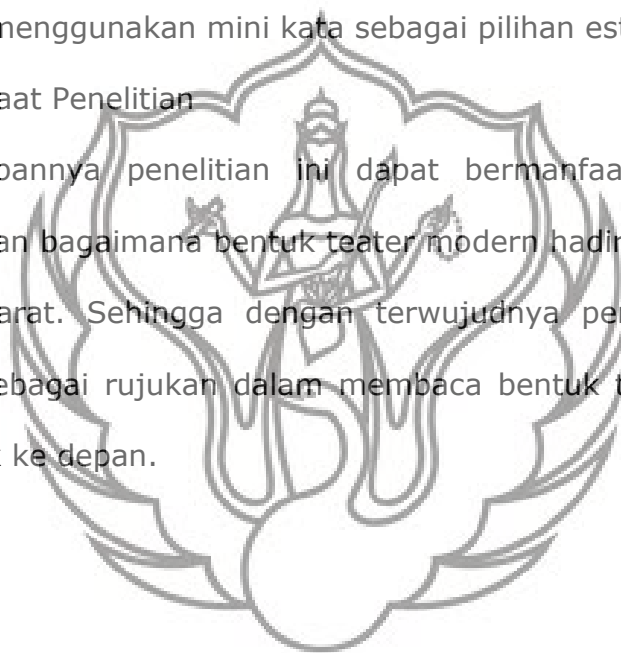 menggunakan mini kata sebagai pilihan est
aat Penelitian
pannya penelitian ini dapat bermanfaa
an bagaimana bentuk teater modern hadir
arat. Sehingga dengan terwujudnya per
ebagai rujukan dalam membaca bentuk t
k ke depan.